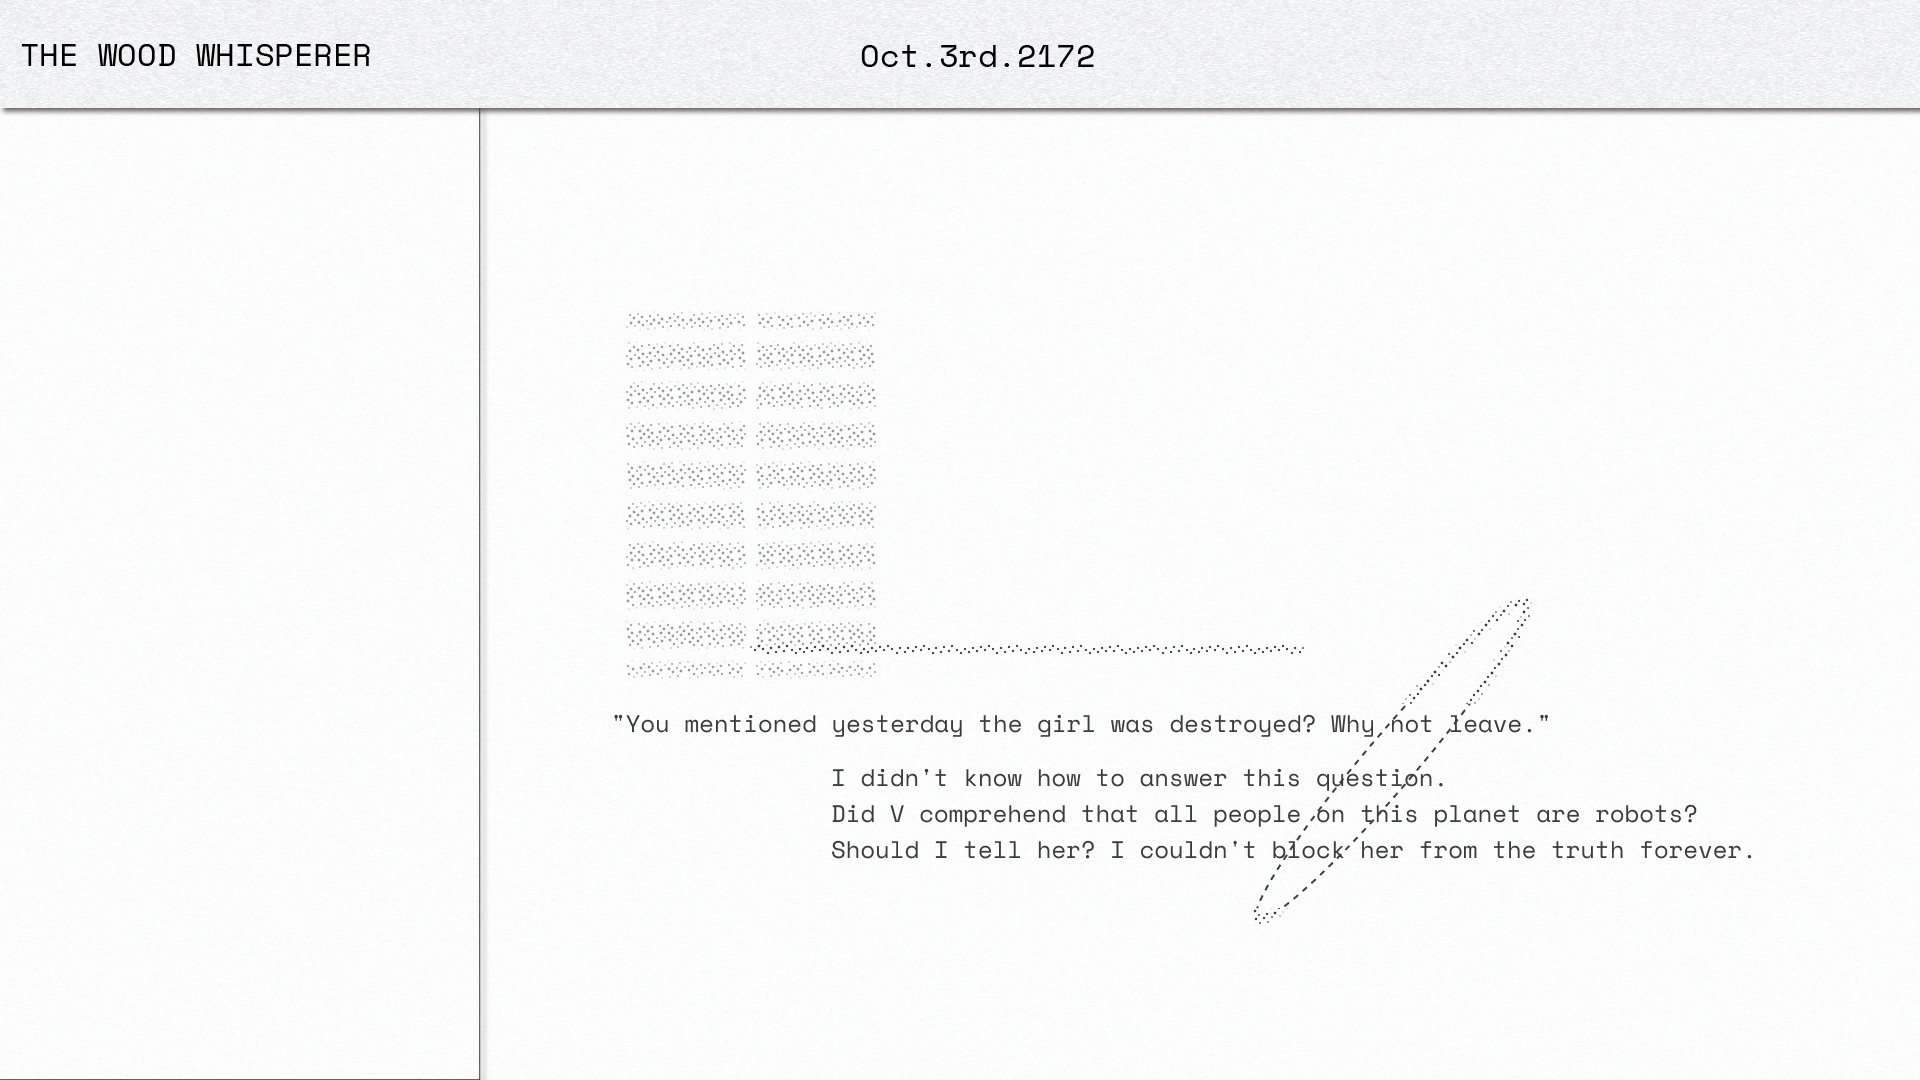 THE WOOD WHISPERER
Oct.3rd.2172
"You mentioned yesterday the girl was destroyed? Why not leave."
I didn't know how to answer this question.
Did V comprehend that all people on this planet are robots?
Should I tell her? I couldn't block her from the truth forever.